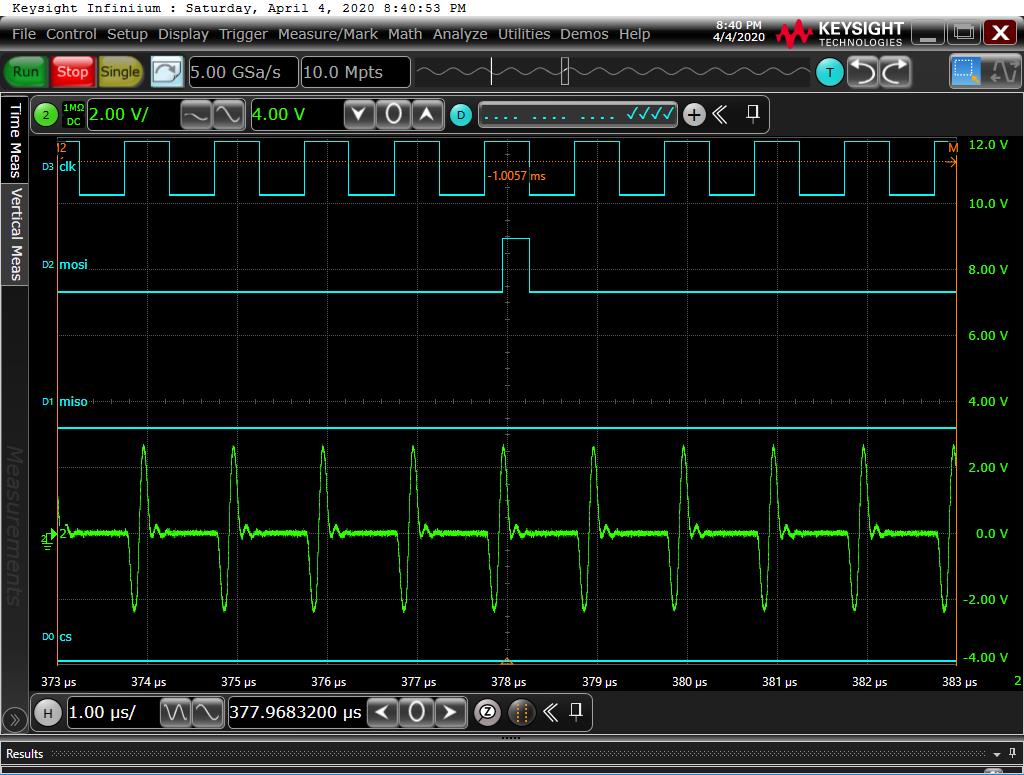 Keysight Infiniium : Saturday, April 4, 2020 8:40:53 PM
File Control Setup Display Trigger Measure/Mark Math Analyze Utilities Demos Help
8:40 PM
4/4/2020
KEYSIGHT
TECHNOLOGIES
Run Stop Single 5.00 GSa/s 10.0 Mpts T
2 1MΩ DC 2.00 V/ 4.00 V 0 D
Time Meas
Vertical Meas
Measurements
D3 clk
-1.0057 ms
D2 mosi
D1 miso
2
D0 cs
12.0 V
10.0 V
8.00 V
6.00 V
4.00 V
2.00 V
0.0 V
-2.00 V
-4.00 V
373 µs 374 µs 375 µs 376 µs 377 µs 378 µs 379 µs 380 µs 381 µs 382 µs 383 µs 2
H 1.00 µs/ 377.9683200 µs 0 Z
Results